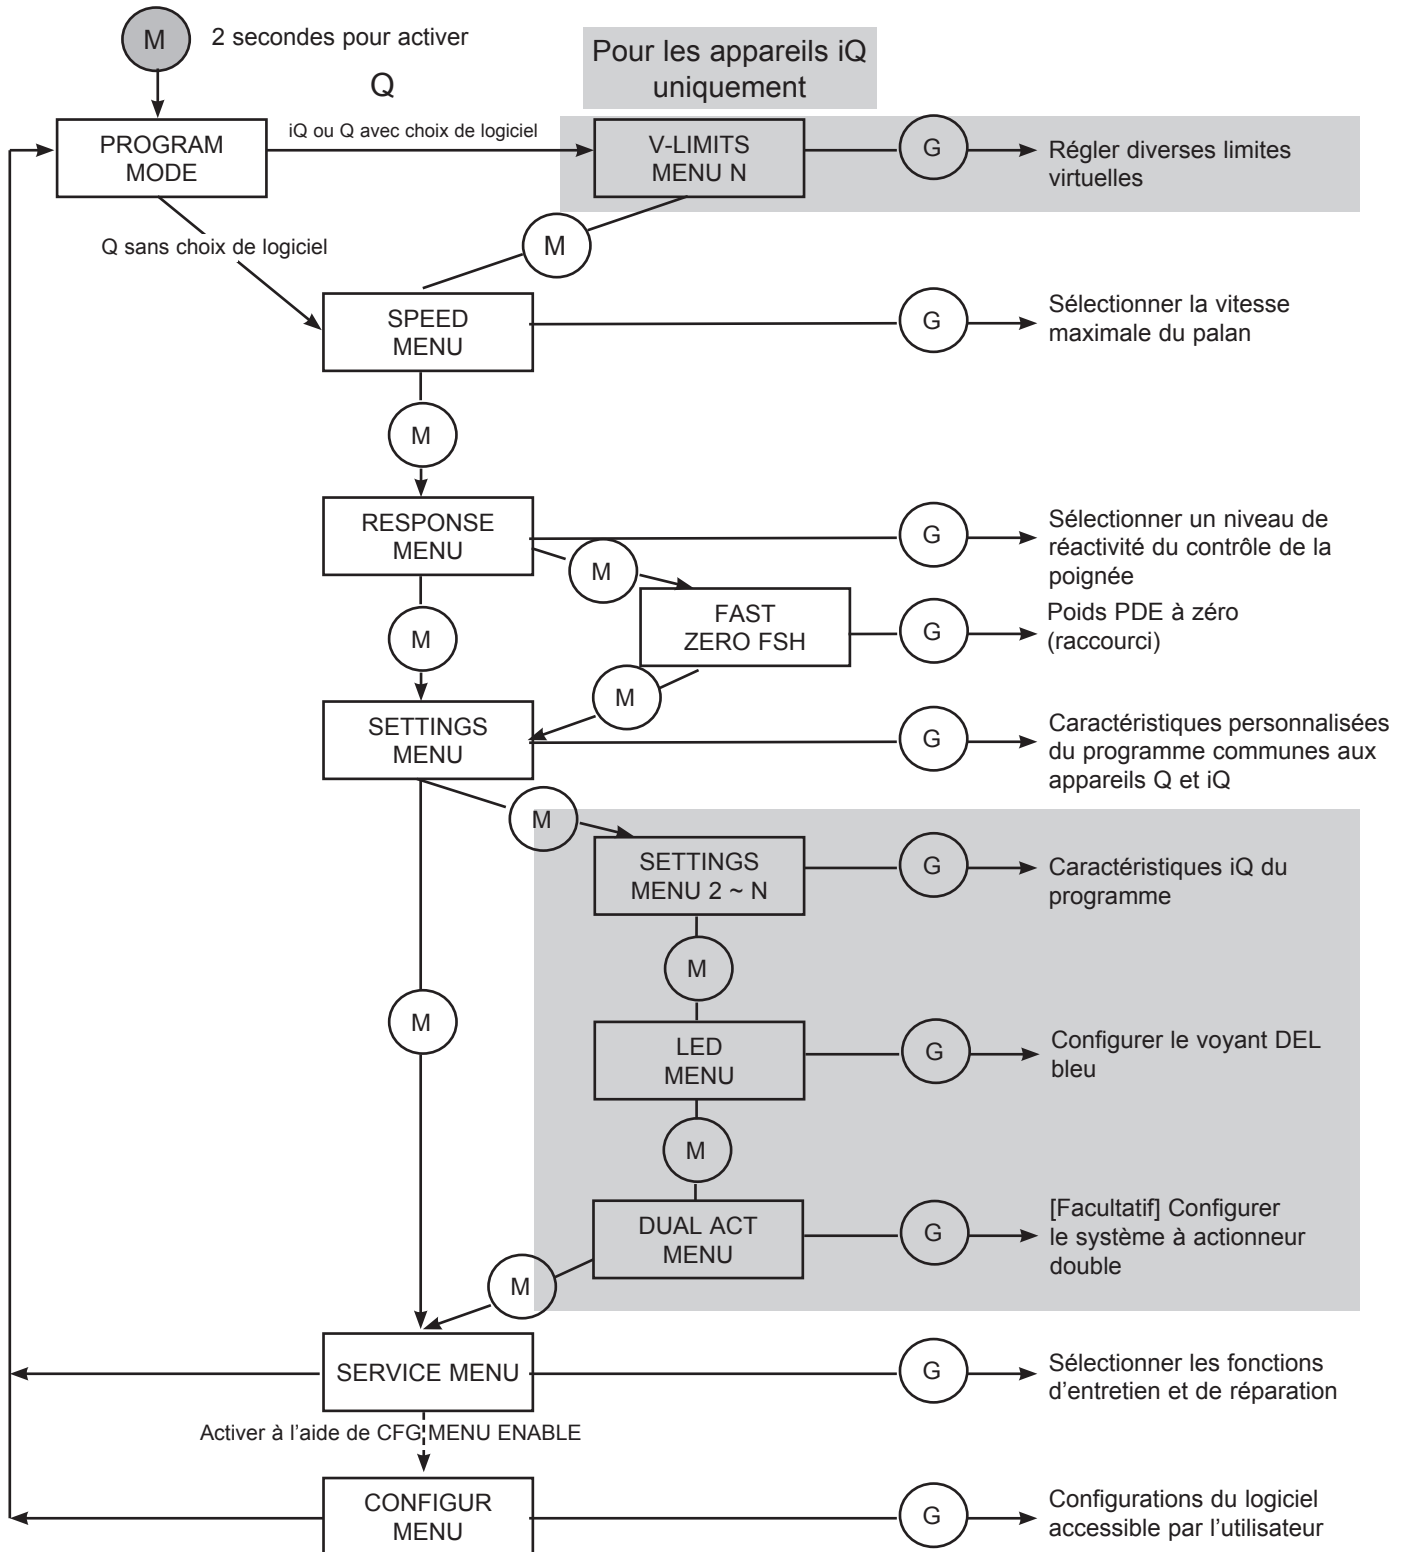 M
2 secondes pour activer
Q
Pour les appareils iQ
uniquement
PROGRAM
MODE
iQ ou Q avec choix de logiciel
V-LIMITS
MENU N
G
Régler diverses limites
virtuelles
Q sans choix de logiciel
M
SPEED
MENU
G
Sélectionner la vitesse
maximale du palan
M
RESPONSE
MENU
G
Sélectionner un niveau de
réactivité du contrôle de la
poignée
M
FAST
ZERO FSH
G
Poids PDE à zéro
(raccourci)
M
M
SETTINGS
MENU
G
Caractéristiques personnalisées
du programme communes aux
appareils Q et iQ
M
SETTINGS
MENU 2 ~ N
G
Caractéristiques iQ du
programme
M
M
LED
MENU
G
Configurer le voyant DEL
bleu
M
DUAL ACT
MENU
G
[Facultatif] Configurer
le système à actionneur
double
M
SERVICE MENU
G
Sélectionner les fonctions
d'entretien et de réparation
Activer à l'aide de CFG MENU ENABLE
CONFIGUR
MENU
G
Configurations du logiciel
accessible par l'utilisateur